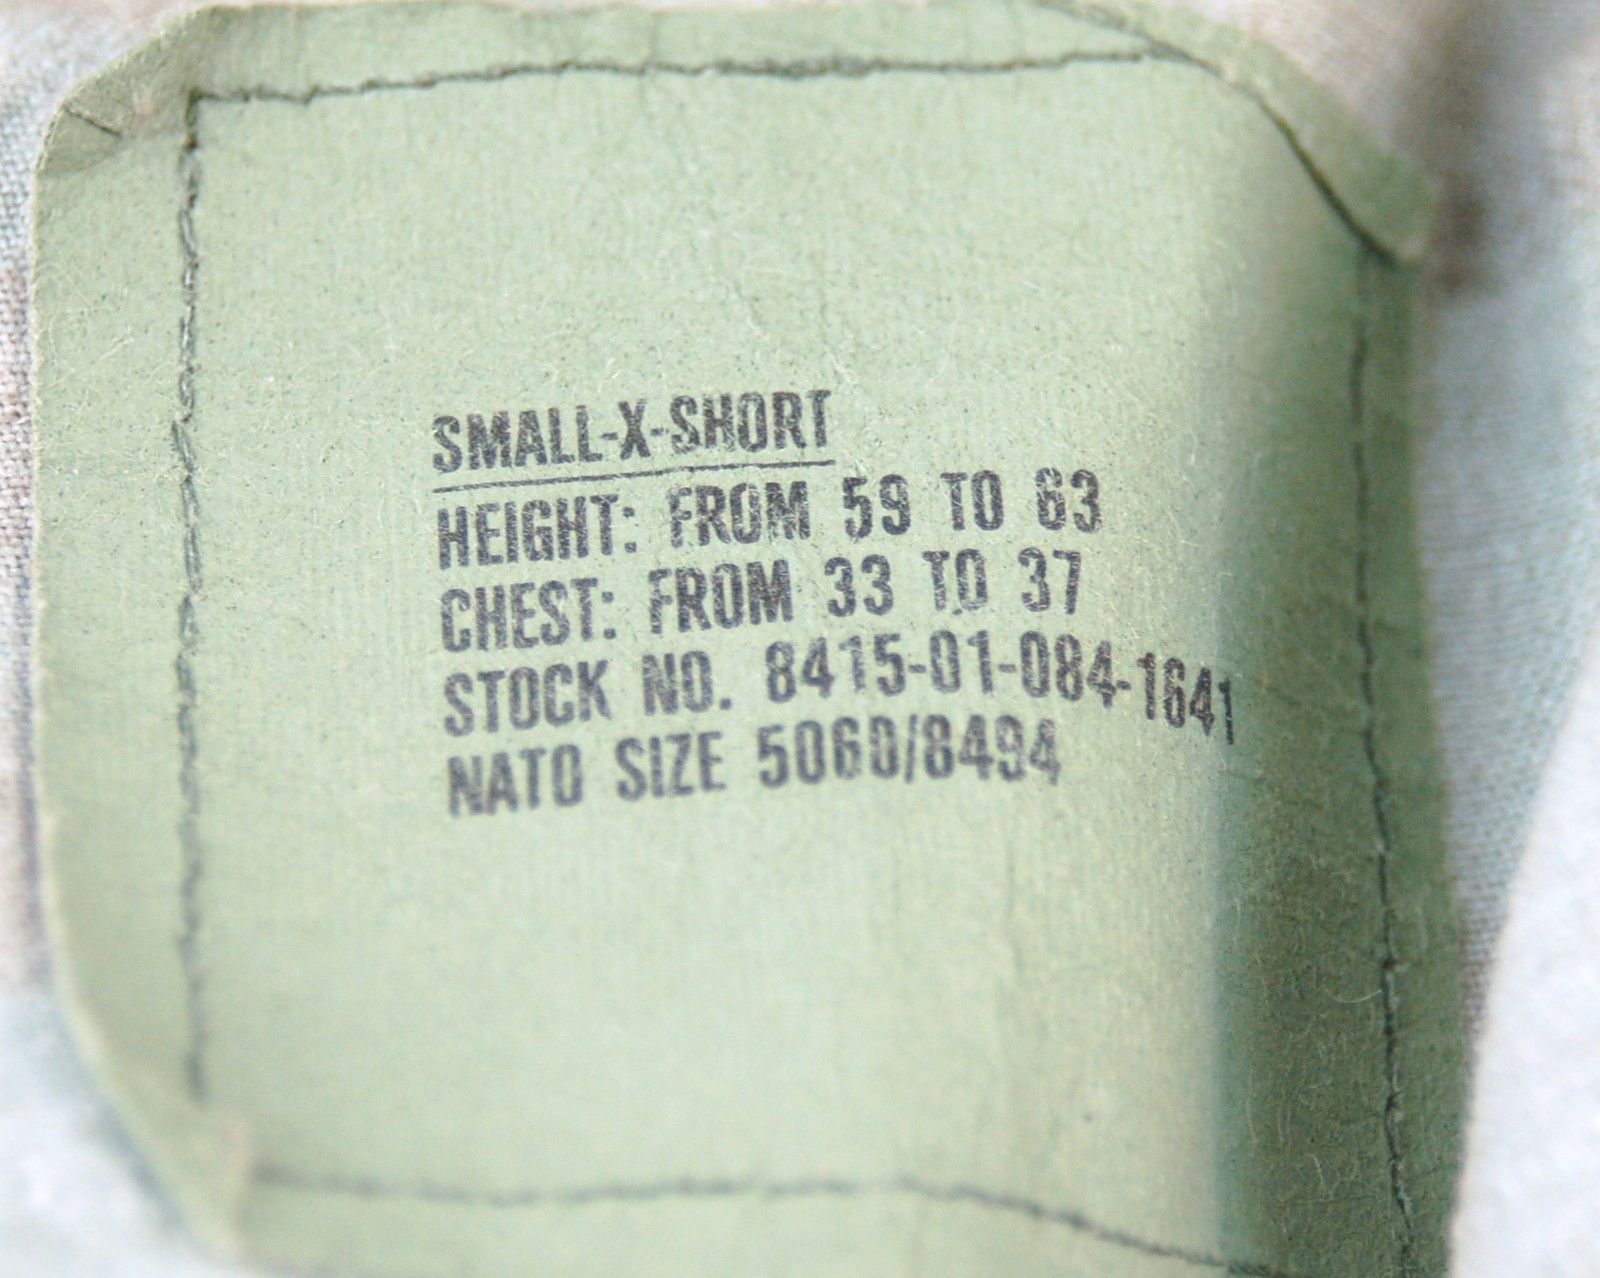 SMALL-X-SHORT
HEIGHT: FROM 59 TO 63
CHEST: FROM 33 TO 37
STOCK NO. 8415-01-084-1641
NATO SIZE 5060/8494